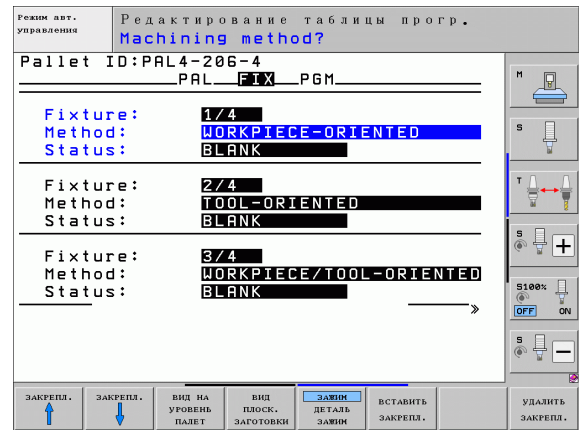 Режим авт.
управления
Редактирование таблицы прогр.
Machining method?
Pallet ID:PAL4-206-4
PAL FIX PGM
Fixture: 1/4
Method: WORKPIECE-ORIENTED
Status: BLANK
Fixture: 2/4
Method: TOOL-ORIENTED
Status: BLANK
Fixture: 3/4
Method: WORKPIECE/TOOL-ORIENTED
Status: BLANK
»
M
S
T
S
+
S100%
OFF ON
S
–
ЗАКРЕПЛ.
ЗАКРЕПЛ.
ВИД НА
УРОВЕНЬ
ПАЛЕТ
ВИД
ПЛОСК.
ЗАГОТОВКИ
ЗАЖИМ
ДЕТАЛЬ
ЗАЖИМ
ВСТАВИТЬ
ЗАКРЕПЛ.
УДАЛИТЬ
ЗАКРЕПЛ.